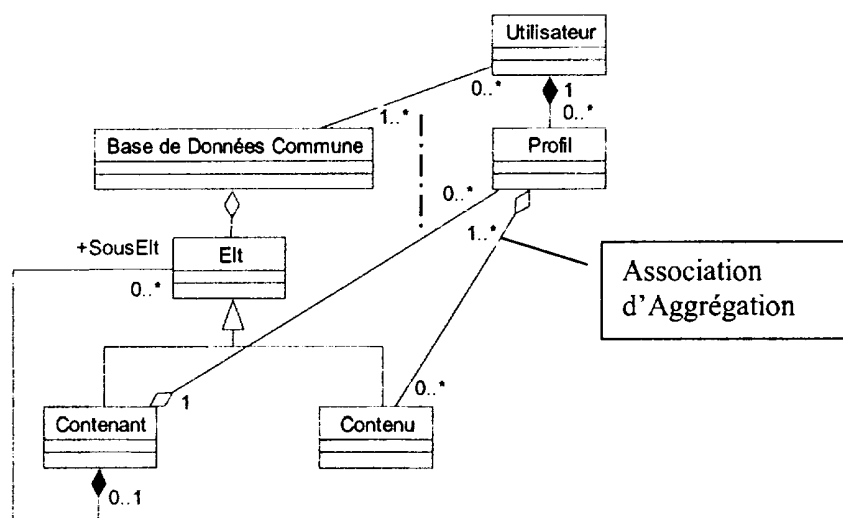 Utilisateur
0..*
1
1..*
0..*
Base de Données Commune
Profil
0..*
+SousElt
Elt
1..*
0..*
Association
d'Aggrégation
0..*
1
Contenant
Contenu
0..1